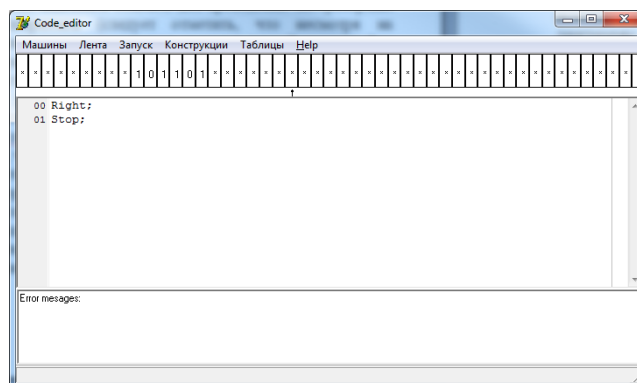 Code_editor
Машины Лента Запуск Конструкции Таблицы Help
× × × × × × × × × 1 0 1 1 0 1 × × × × × × × × × × × × × × × × × × × × × × × × × × × × × × × × ×
00 Right;
01 Stop;
Error mesages: